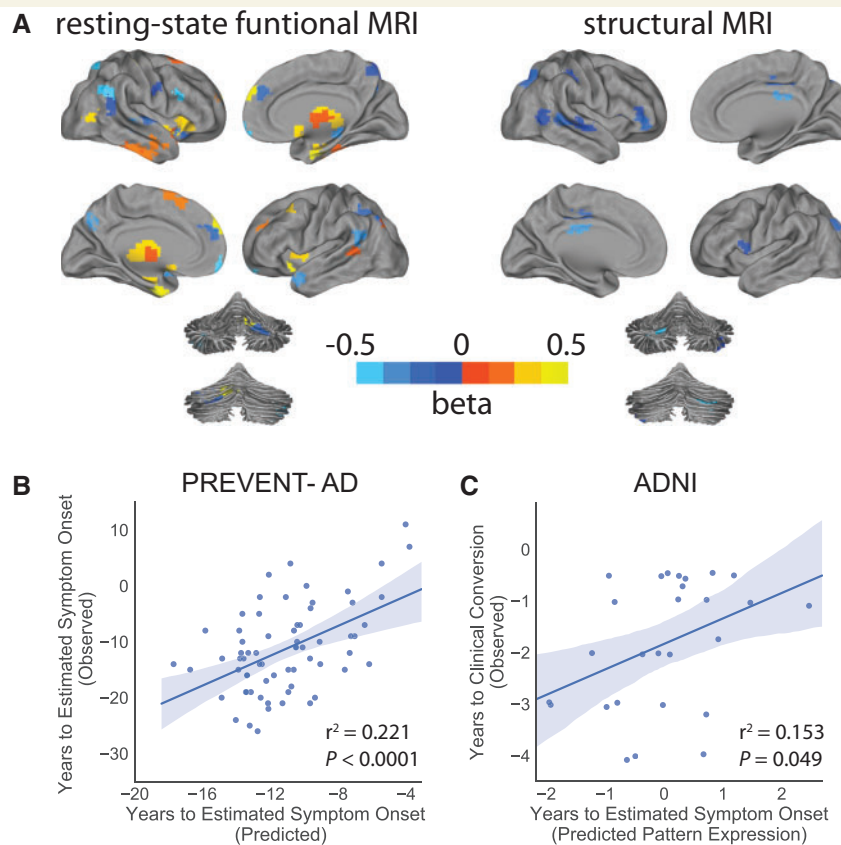 A resting-state funtional MRI
structural MRI
-0.5 0 0.5
beta
B PREVENT- AD
Years to Estimated Symptom Onset
(Observed)
10
0
−10
−20
−30
r² = 0.221
P < 0.0001
−20 −16 −12 −8 −4
Years to Estimated Symptom Onset
(Predicted)
C ADNI
Years to Clinical Conversion
(Observed)
0
−1
−2
−3
−4
r² = 0.153
P = 0.049
−2 −1 0 1 2
Years to Estimated Symptom Onset
(Predicted Pattern Expression)